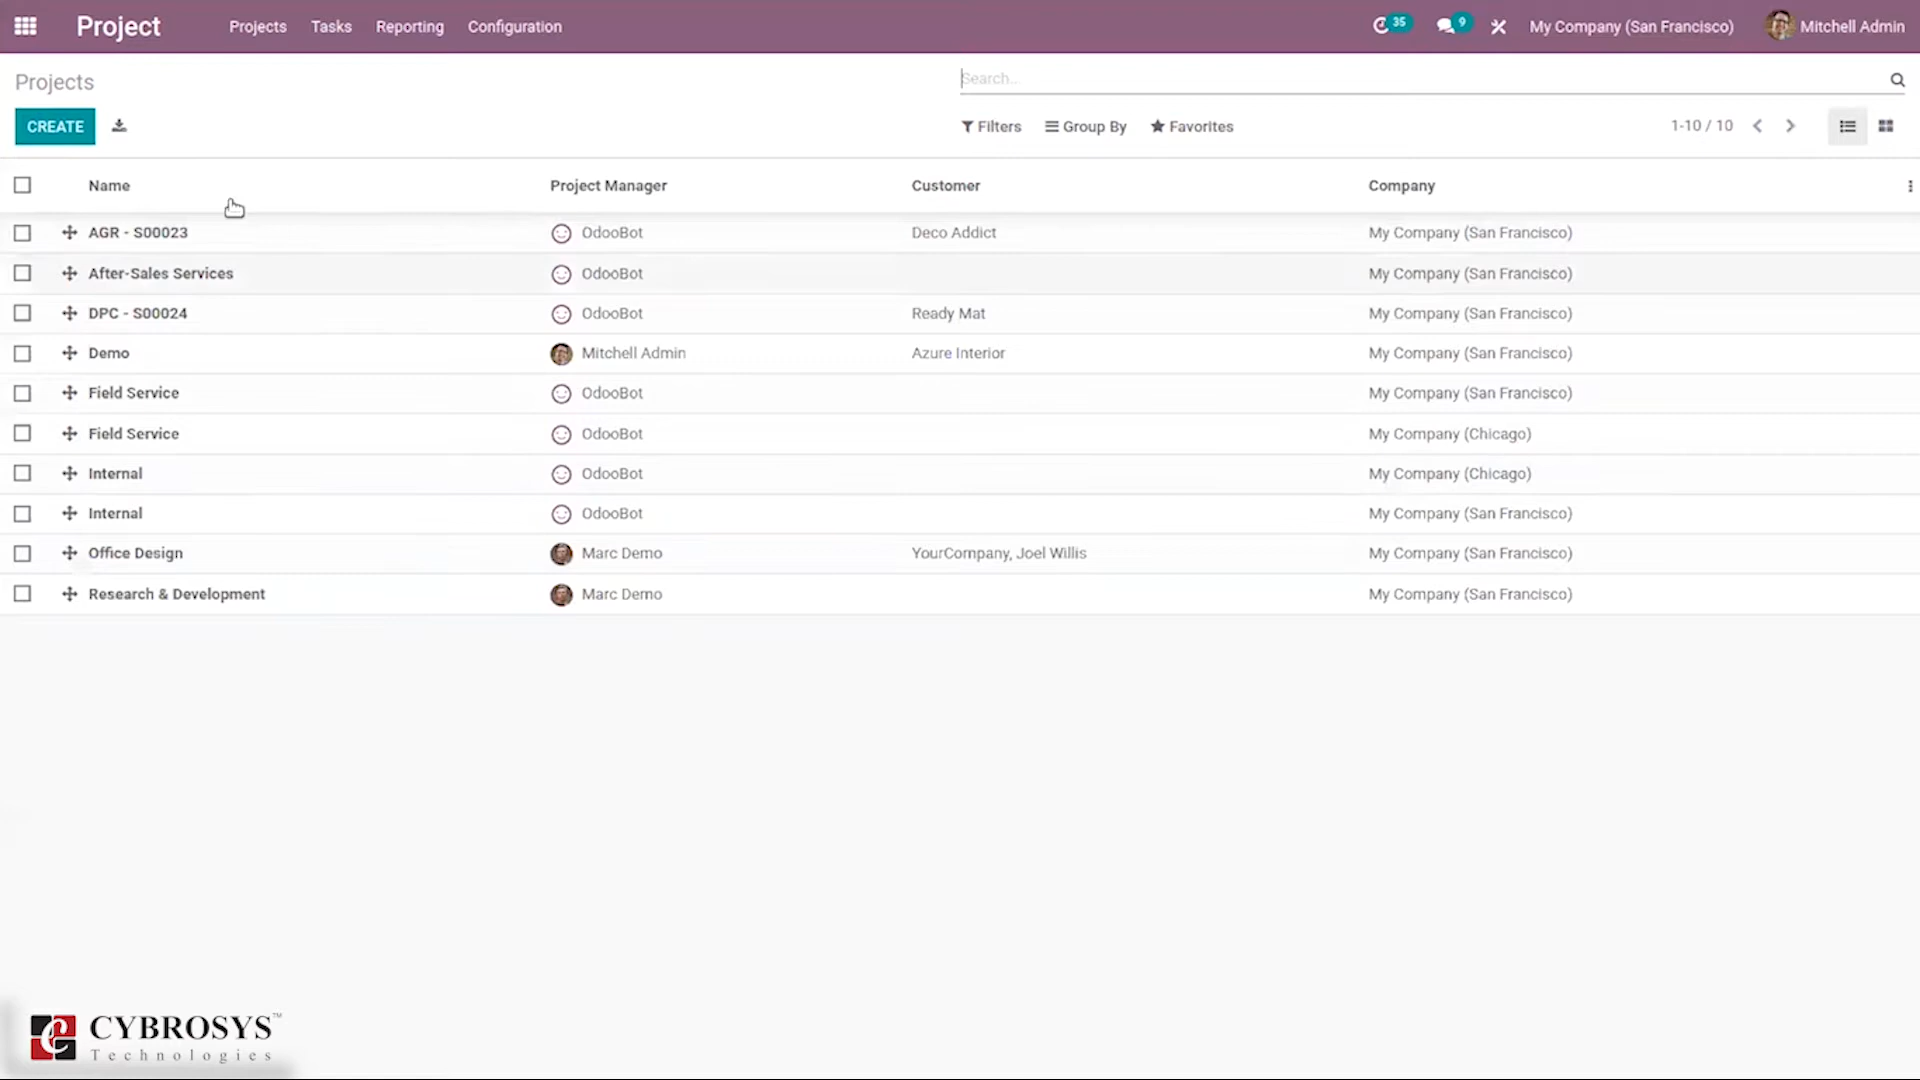 Project Projects Tasks Reporting Configuration 35 9 My Company (San Francisco) Mitchell Admin
Projects Search...
CREATE Filters Group By Favorites 1-10 / 10
Name Project Manager Customer Company
AGR - S00023 OdooBot Deco Addict My Company (San Francisco)
After-Sales Services OdooBot My Company (San Francisco)
DPC - S00024 OdooBot Ready Mat My Company (San Francisco)
Demo Mitchell Admin Azure Interior My Company (San Francisco)
Field Service OdooBot My Company (San Francisco)
Field Service OdooBot My Company (Chicago)
Internal OdooBot My Company (Chicago)
Internal OdooBot My Company (San Francisco)
Office Design Marc Demo YourCompany, Joel Willis My Company (San Francisco)
Research & Development Marc Demo My Company (San Francisco)
CYBROSYS™
Technologies